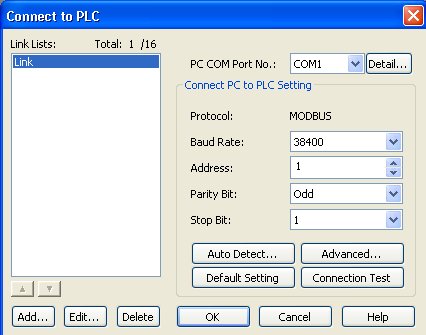 Connect to PLC
Link Lists: Total: 1 /16
Link
PC COM Port No.: COM1 Detail...
Connect PC to PLC Setting
Protocol: MODBUS
Baud Rate: 38400
Address: 1
Parity Bit: Odd
Stop Bit: 1
Auto Detect... Advanced...
Default Setting Connection Test
Add... Edit... Delete OK Cancel Help